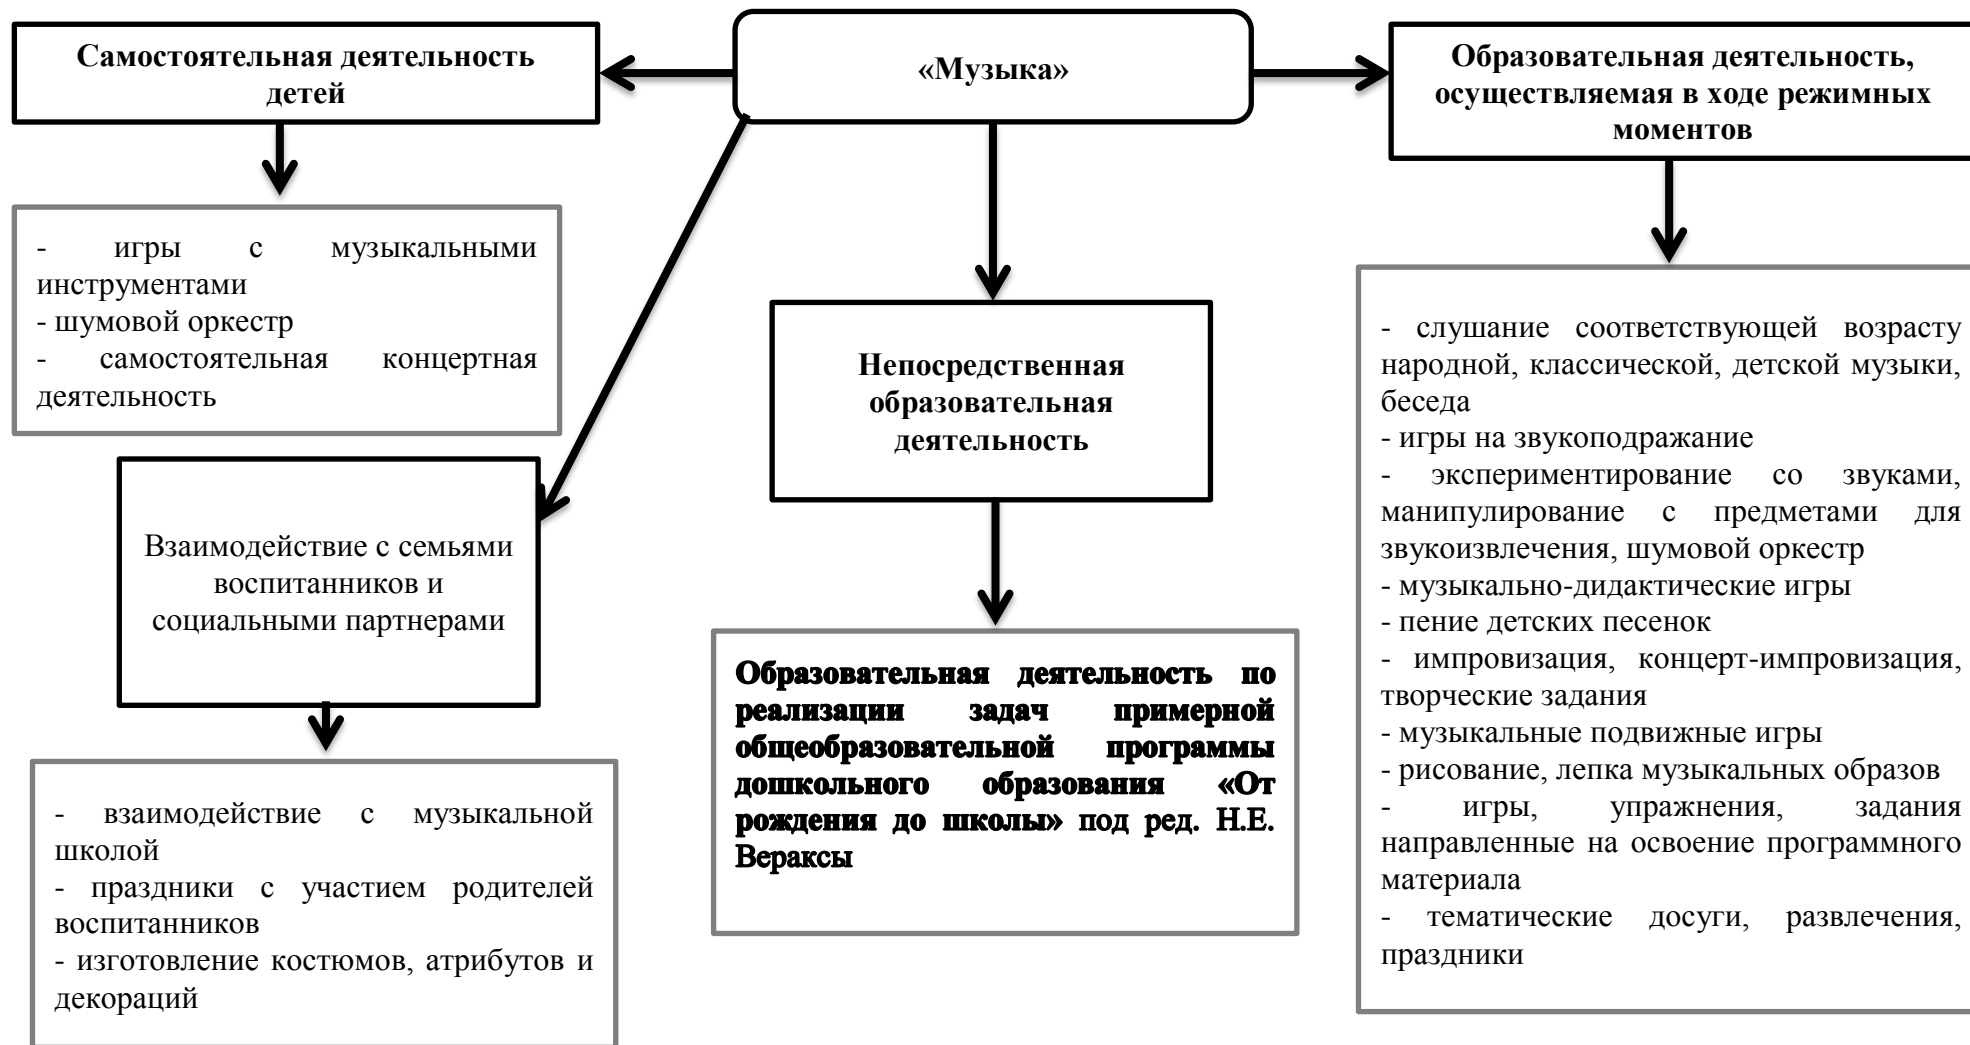 Самостоятельная деятельность
детей
«Музыка»
Образовательная деятельность,
осуществляемая в ходе режимных
моментов
- игры с музыкальными
инструментами
- шумовой оркестр
- самостоятельная концертная
деятельность
Взаимодействие с семьями
воспитанников и
социальными партнерами
- взаимодействие с музыкальной
школой
- праздники с участием родителей
воспитанников
- изготовление костюмов, атрибутов и
декораций
Непосредственная
образовательная
деятельность
Образовательная деятельность по
реализации задач примерной
общеобразовательной программы
дошкольного образования «От
рождения до школы» под ред. Н.Е.
Вераксы
- слушание соответствующей возрасту
народной, классической, детской музыки,
беседа
- игры на звукоподражание
- экспериментирование со звуками,
манипулирование с предметами для
звукоизвлечения, шумовой оркестр
- музыкально-дидактические игры
- пение детских песенок
- импровизация, концерт-импровизация,
творческие задания
- музыкальные подвижные игры
- рисование, лепка музыкальных образов
- игры, упражнения, задания
направленные на освоение программного
материала
- тематические досуги, развлечения,
праздники